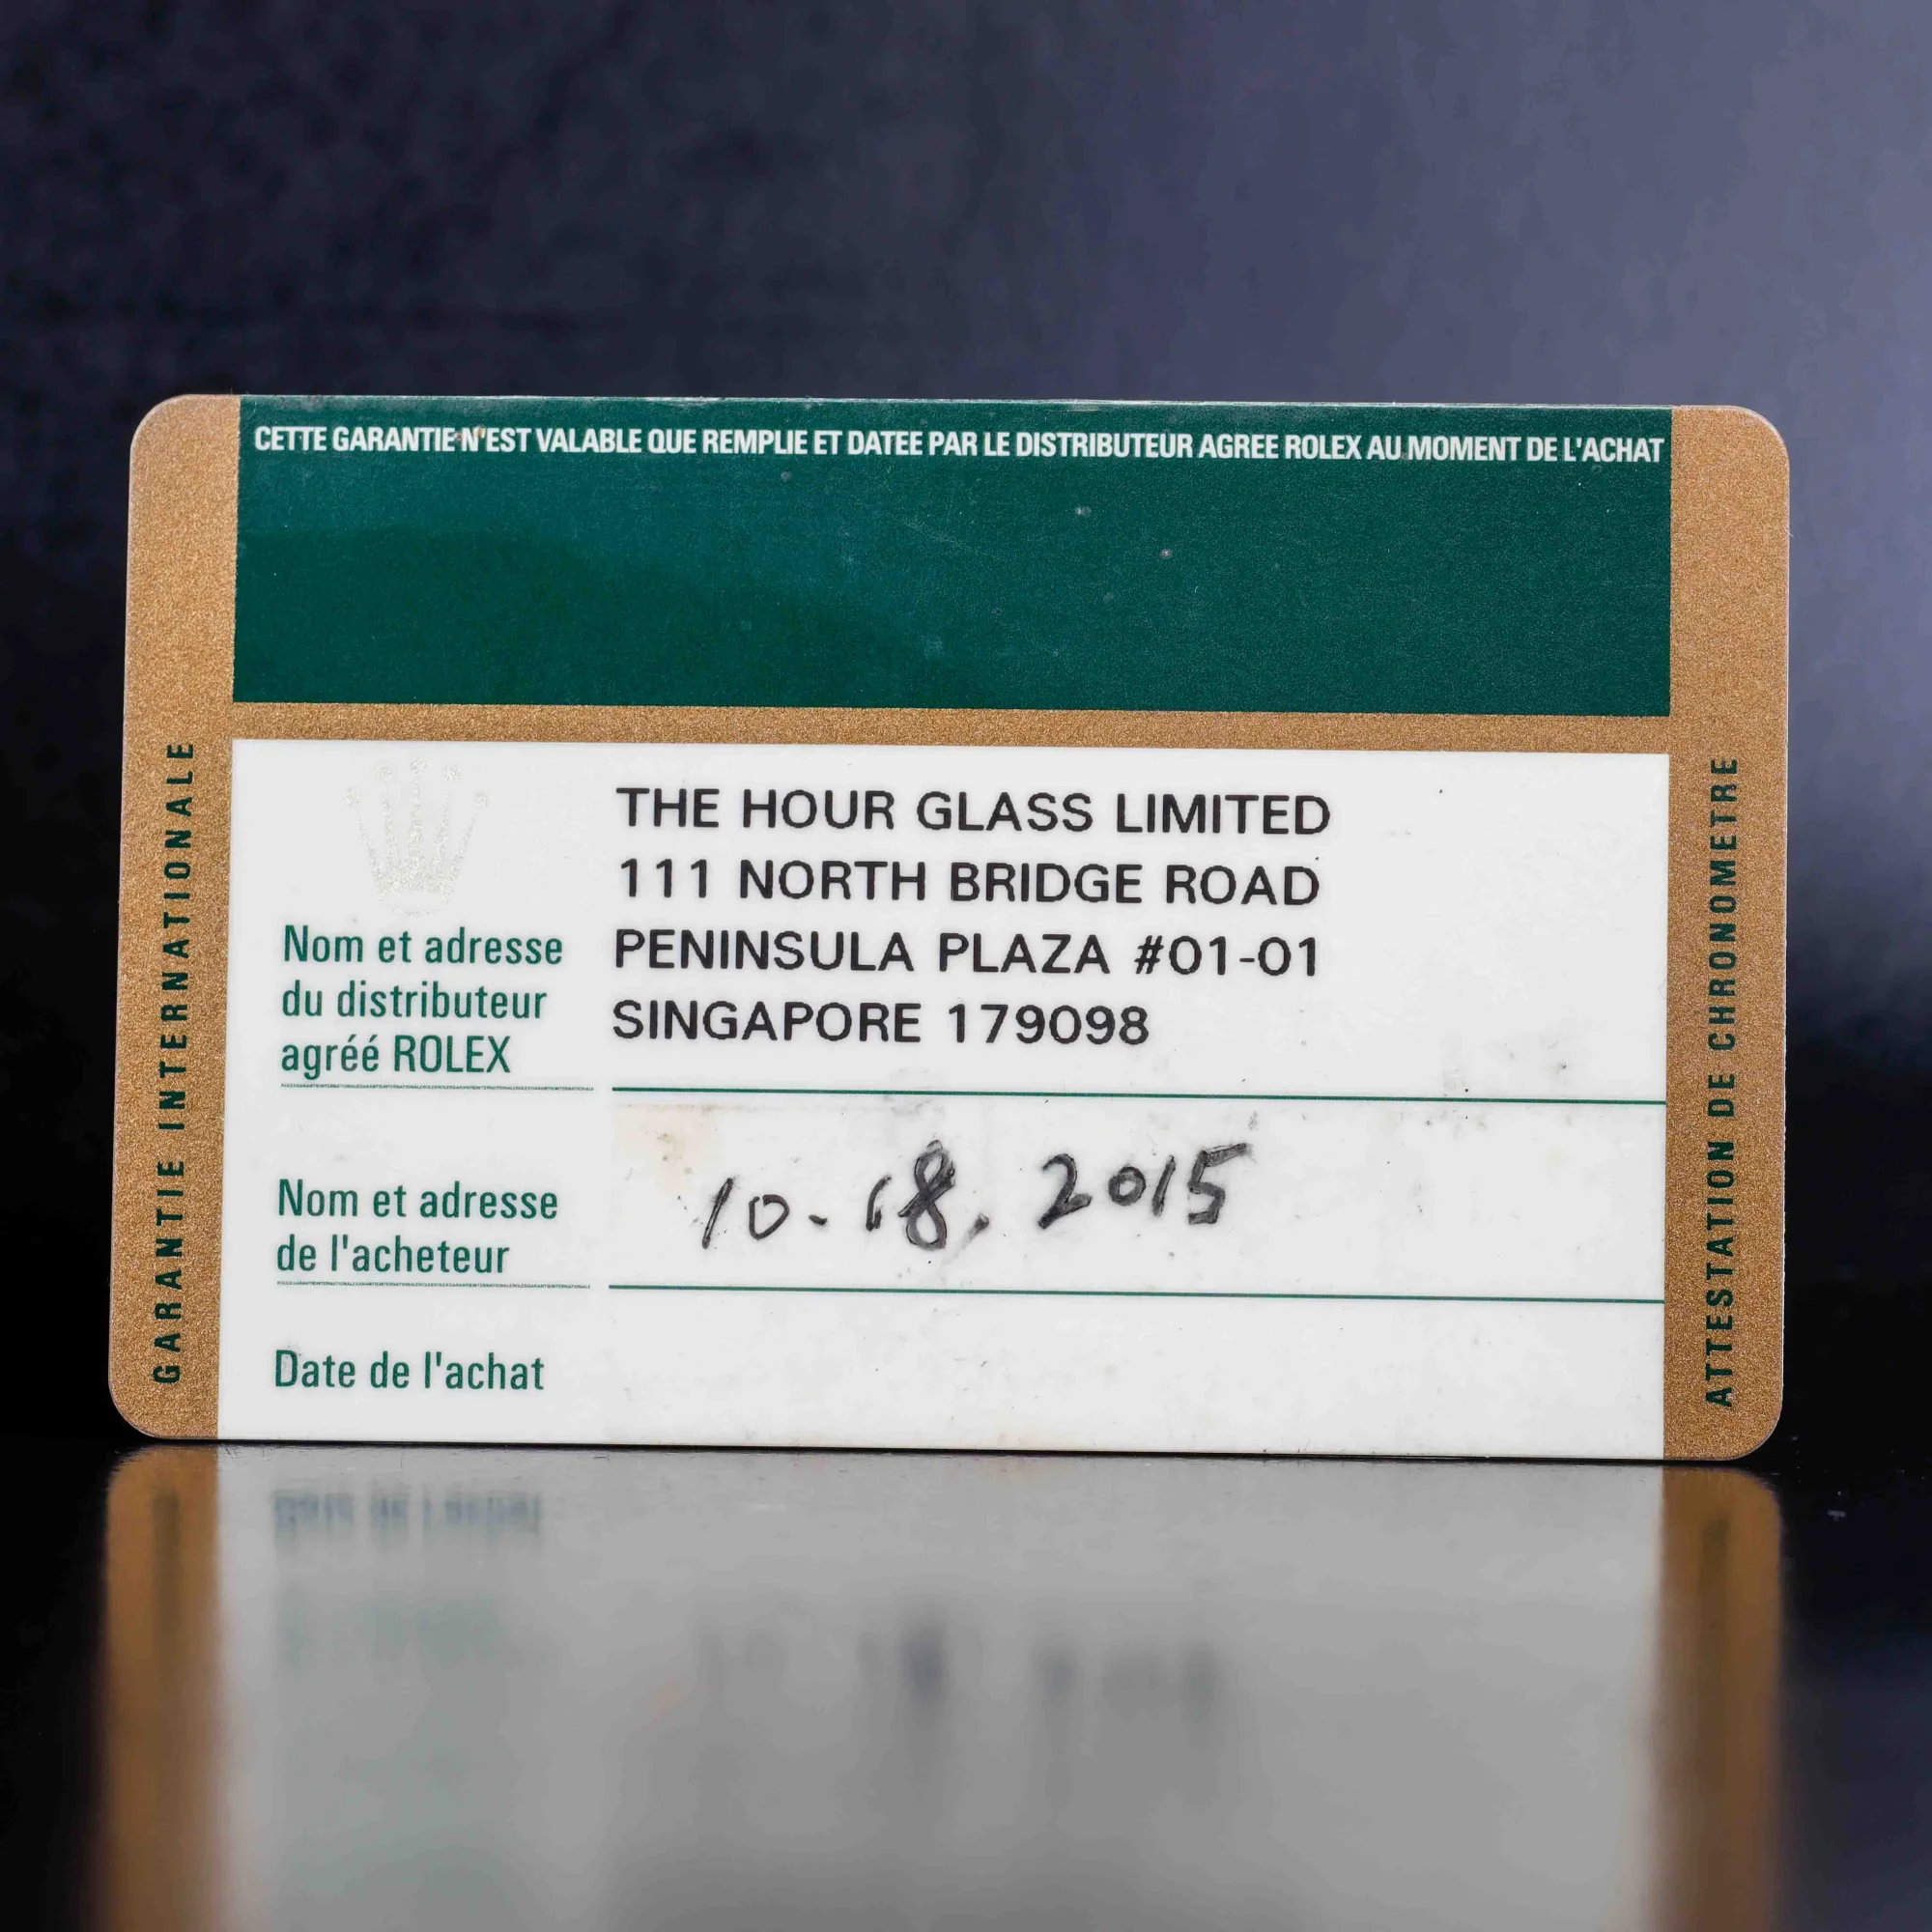 CETTE GARANTIE N'EST VALABLE QUE REMPLIE ET DATEE PAR LE DISTRIBUTEUR AGREE ROLEX AU MOMENT DE L'ACHAT
GARANTIE INTERNATIONALE
THE HOUR GLASS LIMITED
111 NORTH BRIDGE ROAD
PENINSULA PLAZA #01-01
SINGAPORE 179098
Nom et adresse
du distributeur
agréé ROLEX
Nom et adresse
de l'acheteur
10-18. 2015
Date de l'achat
ATTESTATION DE CHRONOMETRE